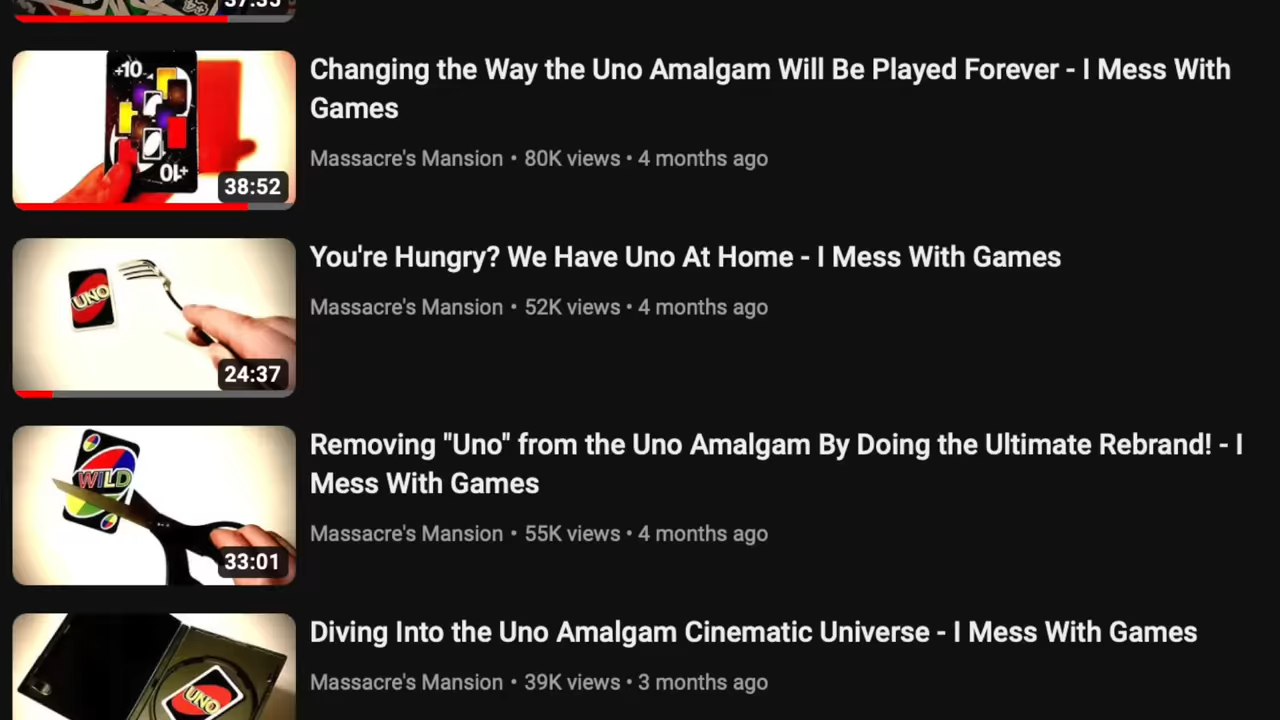 37:35
Changing the Way the Uno Amalgam Will Be Played Forever - I Mess With
Games
Massacre's Mansion • 80K views • 4 months ago
+10
+10
38:52
You're Hungry? We Have Uno At Home - I Mess With Games
Massacre's Mansion • 52K views • 4 months ago
UNO
24:37
Removing "Uno" from the Uno Amalgam By Doing the Ultimate Rebrand! - I
Mess With Games
Massacre's Mansion • 55K views • 4 months ago
WILD
33:01
Diving Into the Uno Amalgam Cinematic Universe - I Mess With Games
Massacre's Mansion • 39K views • 3 months ago
UNO